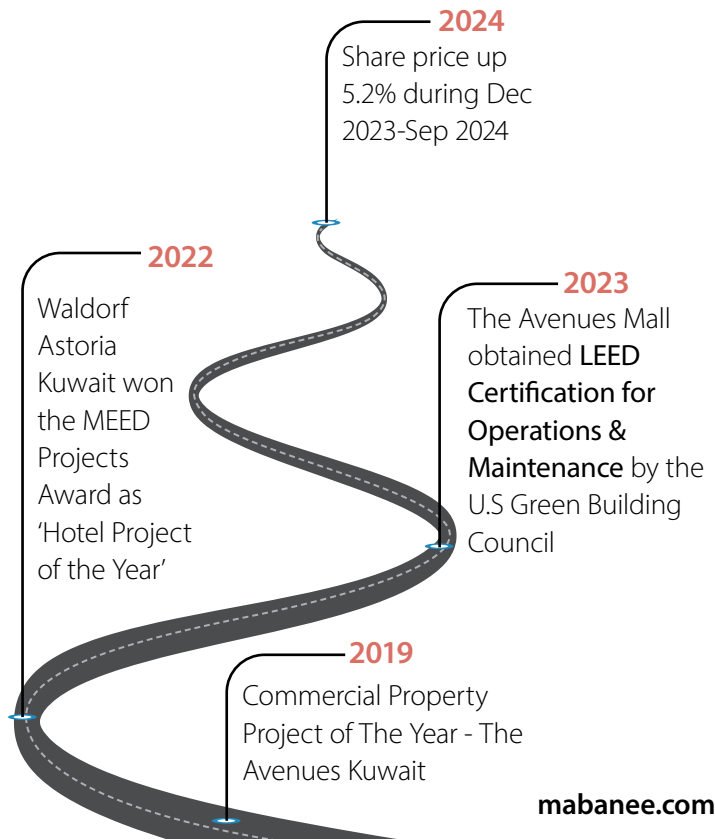 2024
Share price up
5.2% during Dec
2023-Sep 2024
2022
Waldorf
Astoria
Kuwait won
the MEED
Projects
Award as
‘Hotel Project
of the Year’
2023
The Avenues Mall
obtained LEED
Certification for
Operations &
Maintenance by the
U.S Green Building
Council
2019
Commercial Property
Project of The Year - The
Avenues Kuwait
mabanee.com